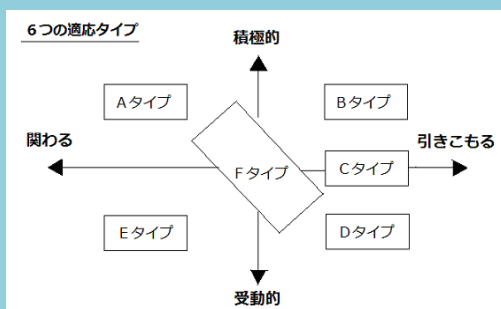 ６つの適応タイプ
積極的
Ａタイプ
Ｂタイプ
関わる
引きこもる
Ｆタイプ
Ｃタイプ
Ｅタイプ
Ｄタイプ
受動的